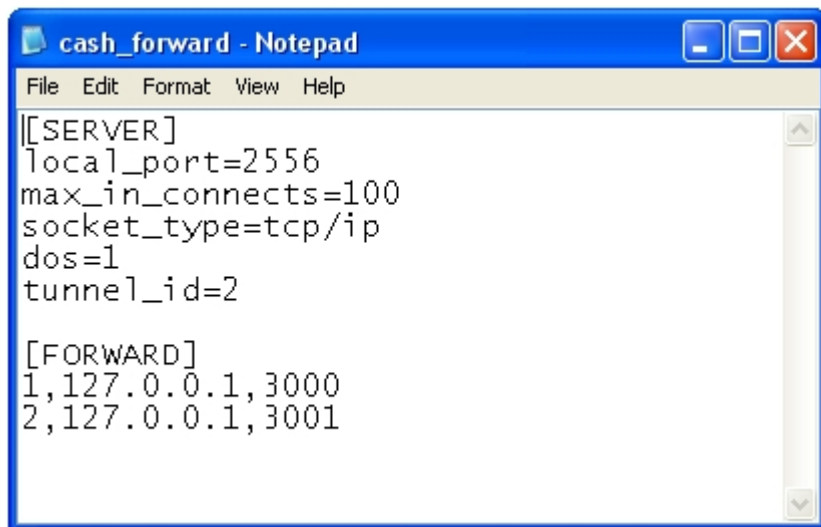 cash_forward - Notepad
File Edit Format View Help
[SERVER]
local_port=2556
max_in_connects=100
socket_type=tcp/ip
dos=1
tunnel_id=2
[FORWARD]
1,127.0.0.1,3000
2,127.0.0.1,3001